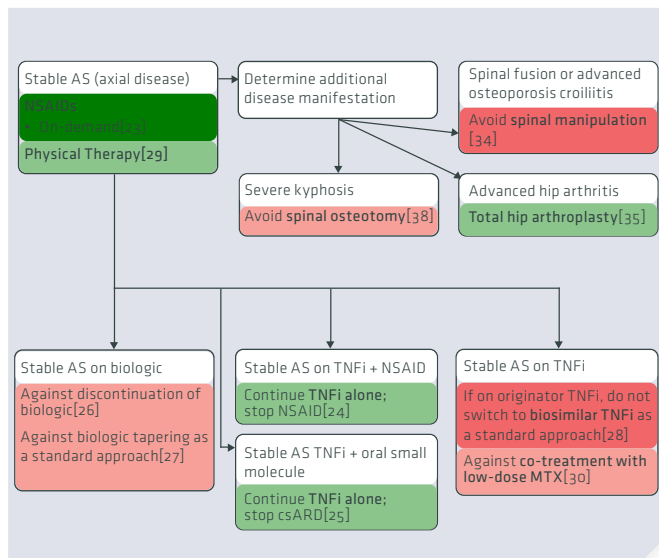 Stable AS (axial disease)
NSAIDs
• On-demand[23]
Physical Therapy[29]
Determine additional
disease manifestation
Spinal fusion or advanced
osteoporosis croiliitis
Avoid spinal manipulation
[34]
Severe kyphosis
Avoid spinal osteotomy[38]
Advanced hip arthritis
Total hip arthroplasty[35]
Stable AS on biologic
Against discontinuation of
biologic[26]
Against biologic tapering as
a standard approach[27]
Stable AS on TNFi + NSAID
Continue TNFi alone;
stop NSAID[24]
Stable AS TNFi + oral small
molecule
Continue TNFi alone;
stop csARD[25]
Stable AS on TNFi
If on originator TNFi, do not
switch to biosimilar TNFi as
a standard approach[28]
Against co-treatment with
low-dose MTX[30]